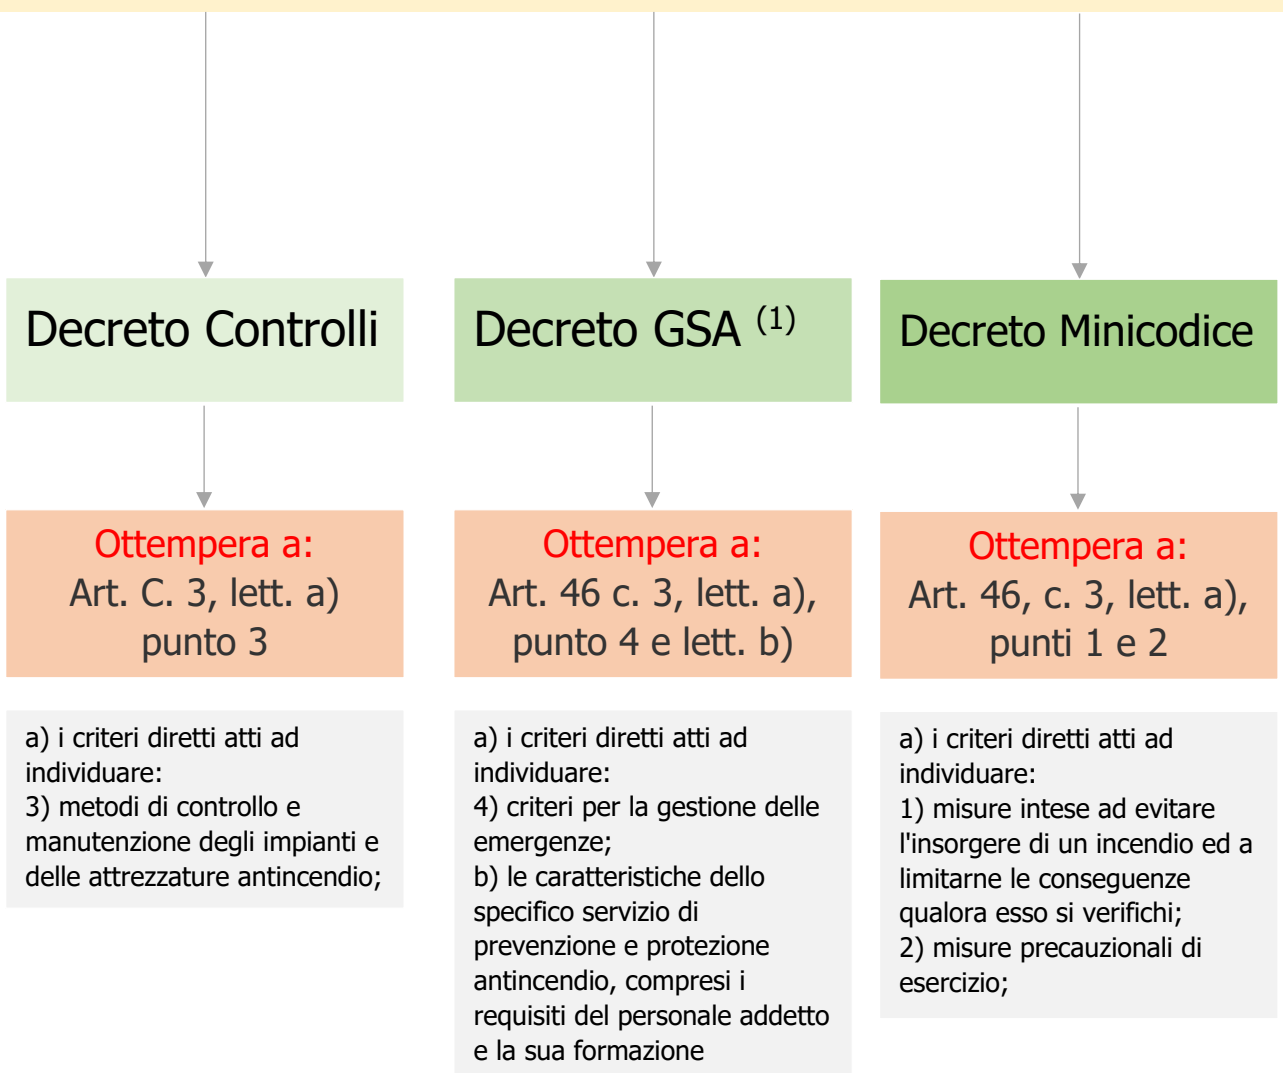 Decreto Controlli
Ottempera a:
Art. C. 3, lett. a)
punto 3
a) i criteri diretti atti ad
individuare:
3) metodi di controllo e
manutenzione degli impianti e
delle attrezzature antincendio;
Decreto GSA (1)
Ottempera a:
Art. 46 c. 3, lett. a),
punto 4 e lett. b)
a) i criteri diretti atti ad
individuare:
4) criteri per la gestione delle
emergenze;
b) le caratteristiche dello
specifico servizio di
prevenzione e protezione
antincendio, compresi i
requisiti del personale addetto
e la sua formazione
Decreto Minicodice
Ottempera a:
Art. 46, c. 3, lett. a),
punti 1 e 2
a) i criteri diretti atti ad
individuare:
1) misure intese ad evitare
l'insorgere di un incendio ed a
limitarne le conseguenze
qualora esso si verifichi;
2) misure precauzionali di
esercizio;